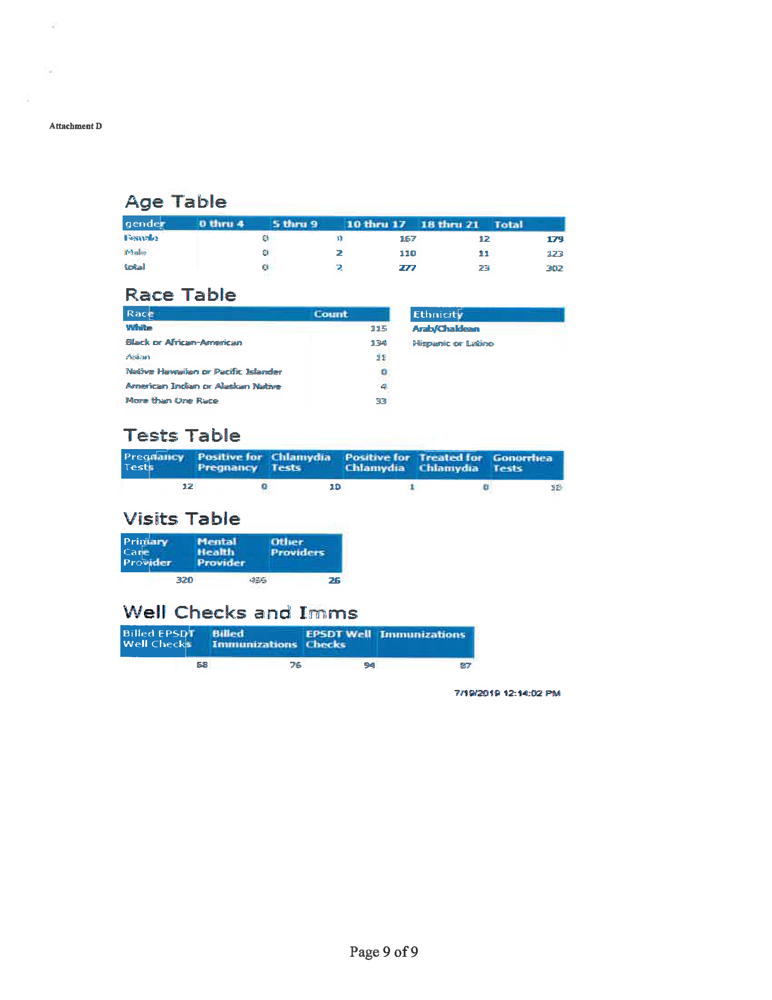 Attachment D
Age Table
gender 0 thru 4 5 thru 9 10 thru 17 18 thru 21 Total
Female 0 0 167 12 179
Male 0 2 110 11 123
total 0 2 277 23 302
Race Table
Race Count Ethnicity
White 115 Arab/Chaldean
Black or African-American 134 Hispanic or Latino
Asian 11
Native Hawaiian or Pacific Islander 0
American Indian or Alaskan Native 4
More than One Race 33
Tests Table
Pregnancy Positive for Chlamydia Positive for Treated for Gonorrhea
Tests Pregnancy Tests Chlamydia Chlamydia Tests
12 0 10 1 0
Visits Table
Primary Mental Other
Care Health Providers
Provider Provider
320 26
Well Checks and Imms
Billed EPSDT Billed EPSDT Well Immunizations
Well Checks Immunizations Checks
68 76 94 87
7/19/2019 12:14:02 PM
Page 9 of 9